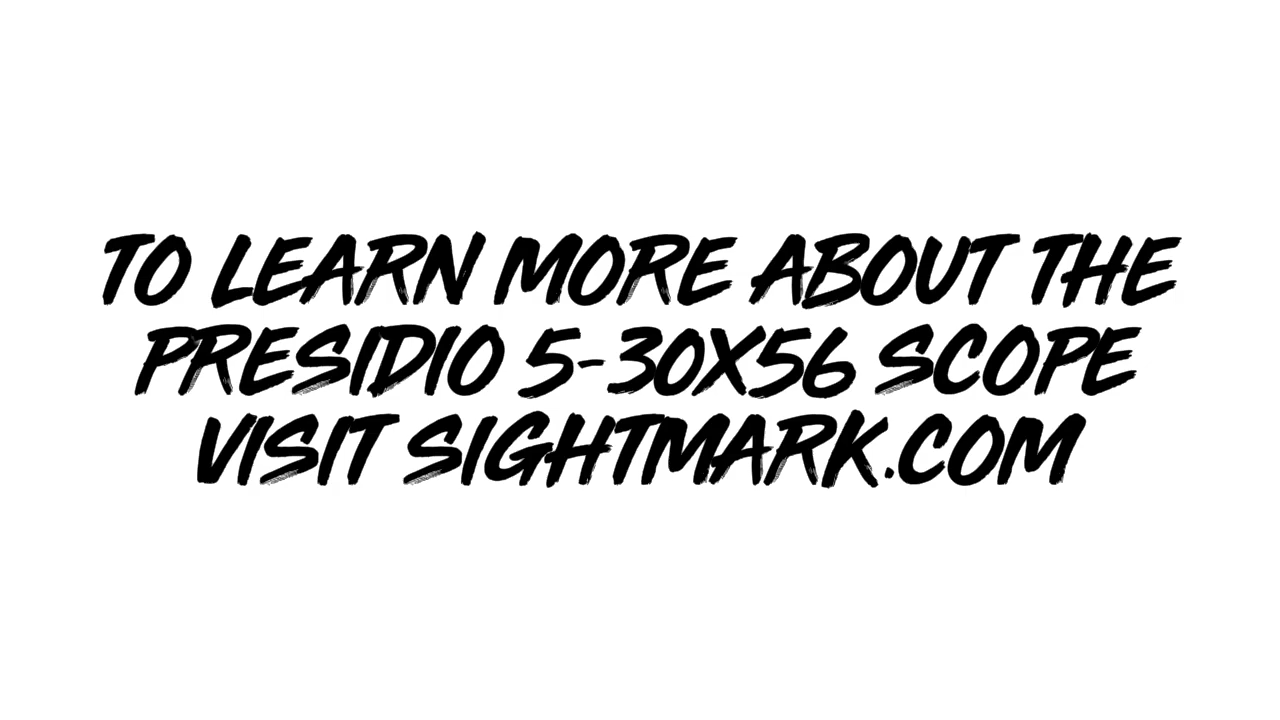 TO LEARN MORE ABOUT THE
PRESIDIO 5-30X56 SCOPE
VISIT SIGHTMARK.COM